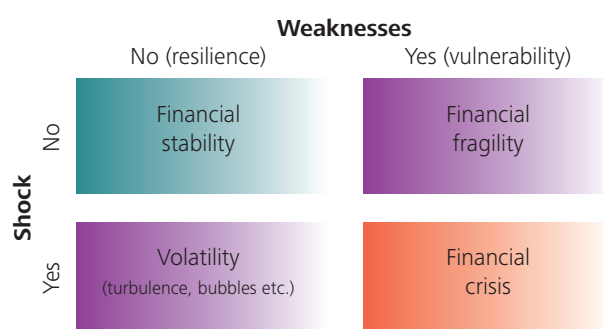 Weaknesses
No (resilience)
Yes (vulnerability)
Shock
No
Financial
stability
Financial
fragility
Yes
Volatility
(turbulence, bubbles etc.)
Financial
crisis